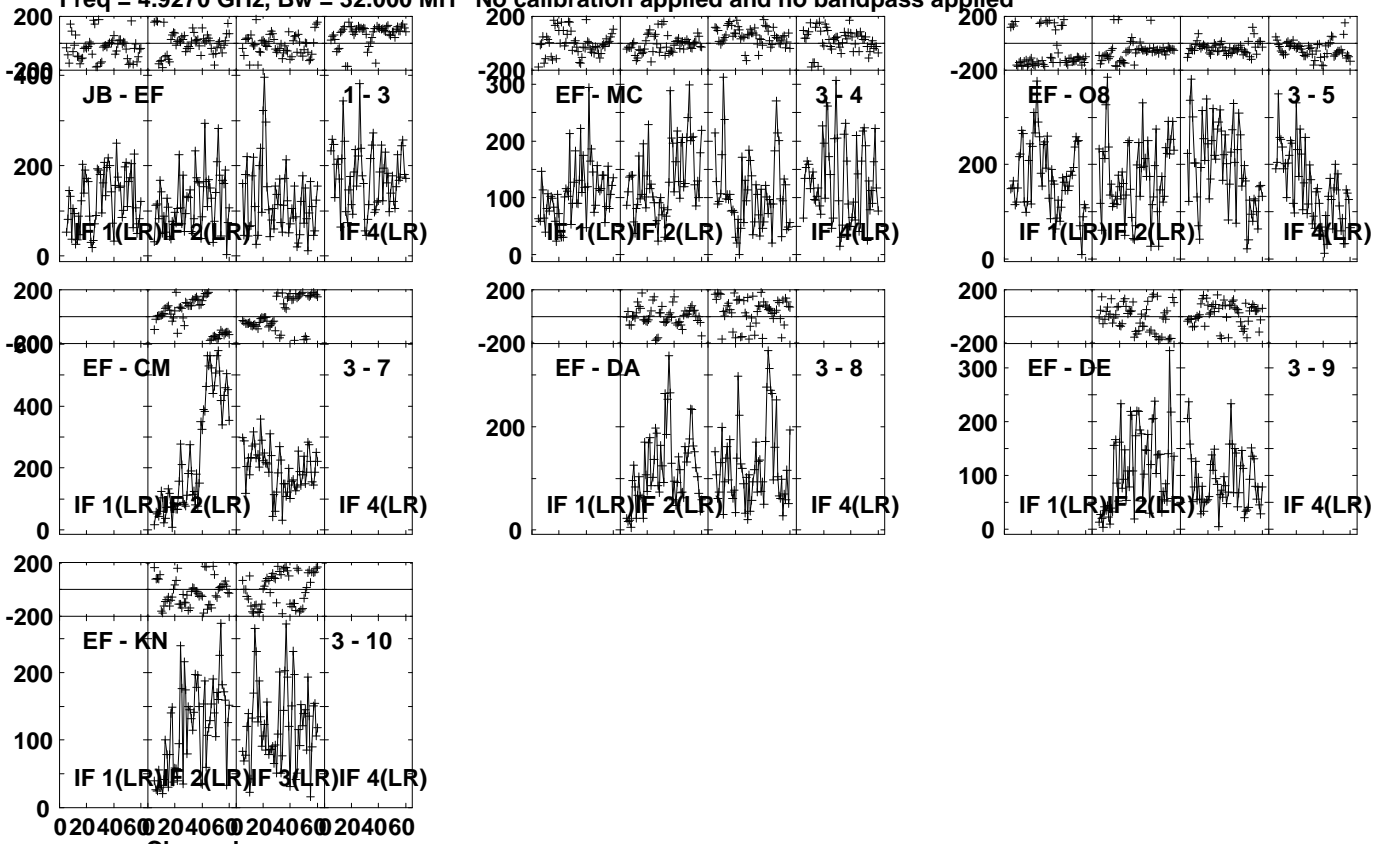 Freq = 4.9270 GHz, Bw = 32.000 MH No calibration applied and no bandpass applied
200
-200
400
200
0
JB - EF
1 - 3
IF 1(LR)
IF 2(LR)
IF 4(LR)
200
-200
300
200
100
0
EF - MC
3 - 4
IF 1(LR)
IF 2(LR)
IF 4(LR)
200
-200
200
0
EF - O8
3 - 5
IF 1(LR)
IF 2(LR)
IF 4(LR)
200
600
400
200
0
EF - CM
3 - 7
IF 1(LR)
IF 2(LR)
IF 4(LR)
200
-200
200
0
EF - DA
3 - 8
IF 1(LR)
IF 2(LR)
IF 4(LR)
200
-200
300
200
100
0
EF - DE
3 - 9
IF 1(LR)
IF 2(LR)
IF 4(LR)
200
-200
200
100
0
EF - KN
3 - 10
IF 1(LR)
IF 2(LR)
IF 3(LR)
IF 4(LR)
0 20 40 60 0 20 40 60 0 20 40 60 0 20 40 60